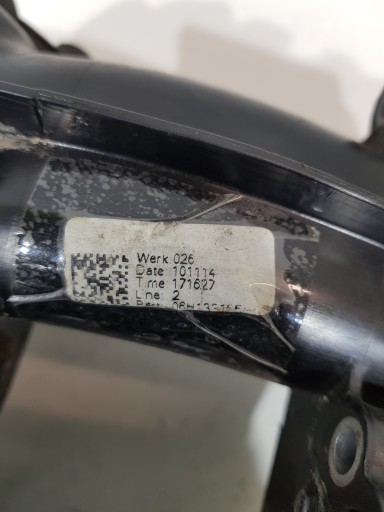 Werk 026
Date 101114
Time 171627
Line 2